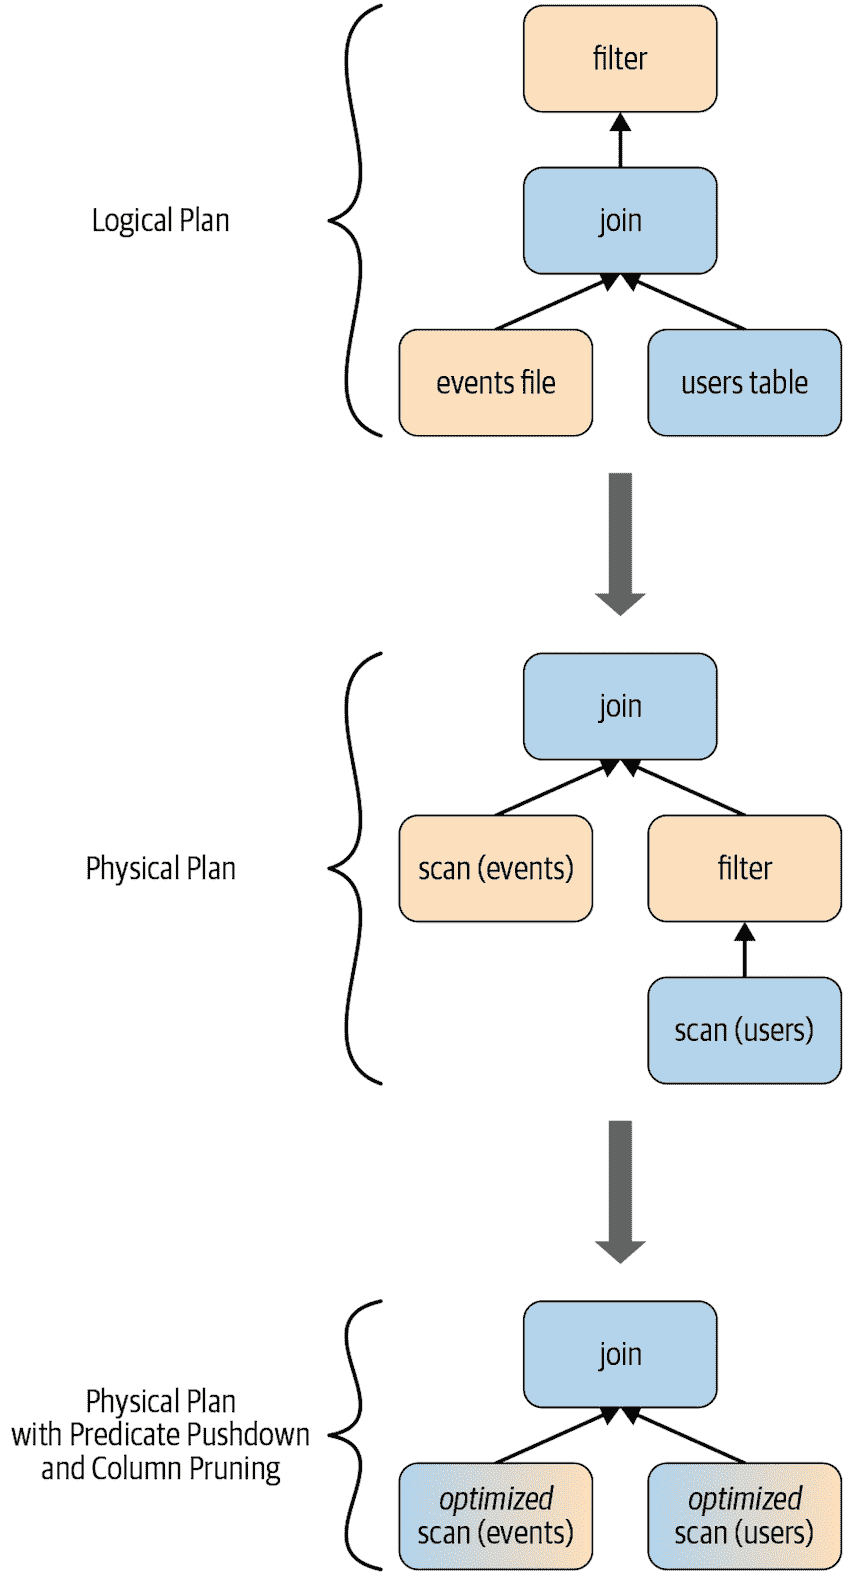 filter
Logical Plan
join
events file
users table
join
Physical Plan
scan (events)
filter
scan (users)
join
Physical Plan
with Predicate Pushdown
and Column Pruning
optimized
scan (events)
optimized
scan (users)